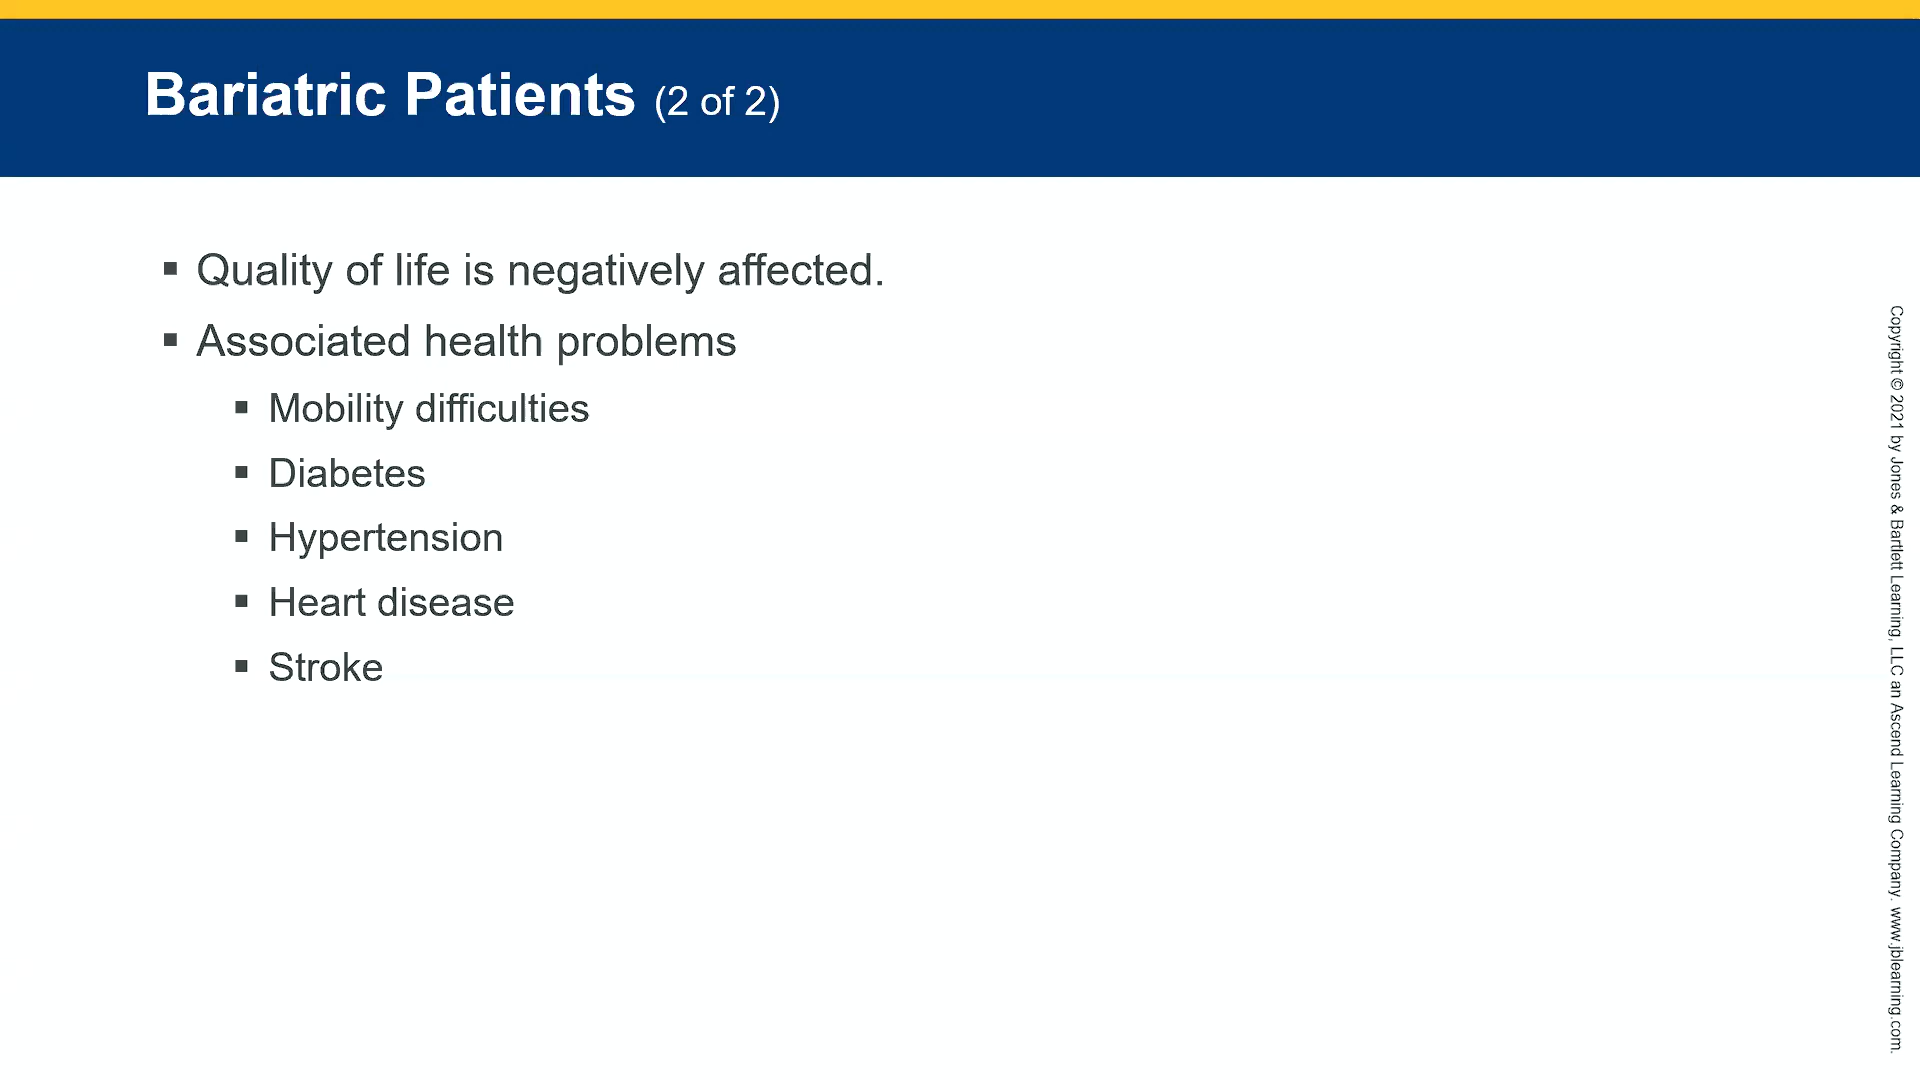 Bariatric Patients (2 of 2)
▪ Quality of life is negatively affected.
▪ Associated health problems
▪ Mobility difficulties
▪ Diabetes
▪ Hypertension
▪ Heart disease
▪ Stroke
Copyright © 2021 by Jones & Bartlett Learning, LLC an Ascend Learning Company. www.jblearning.com.